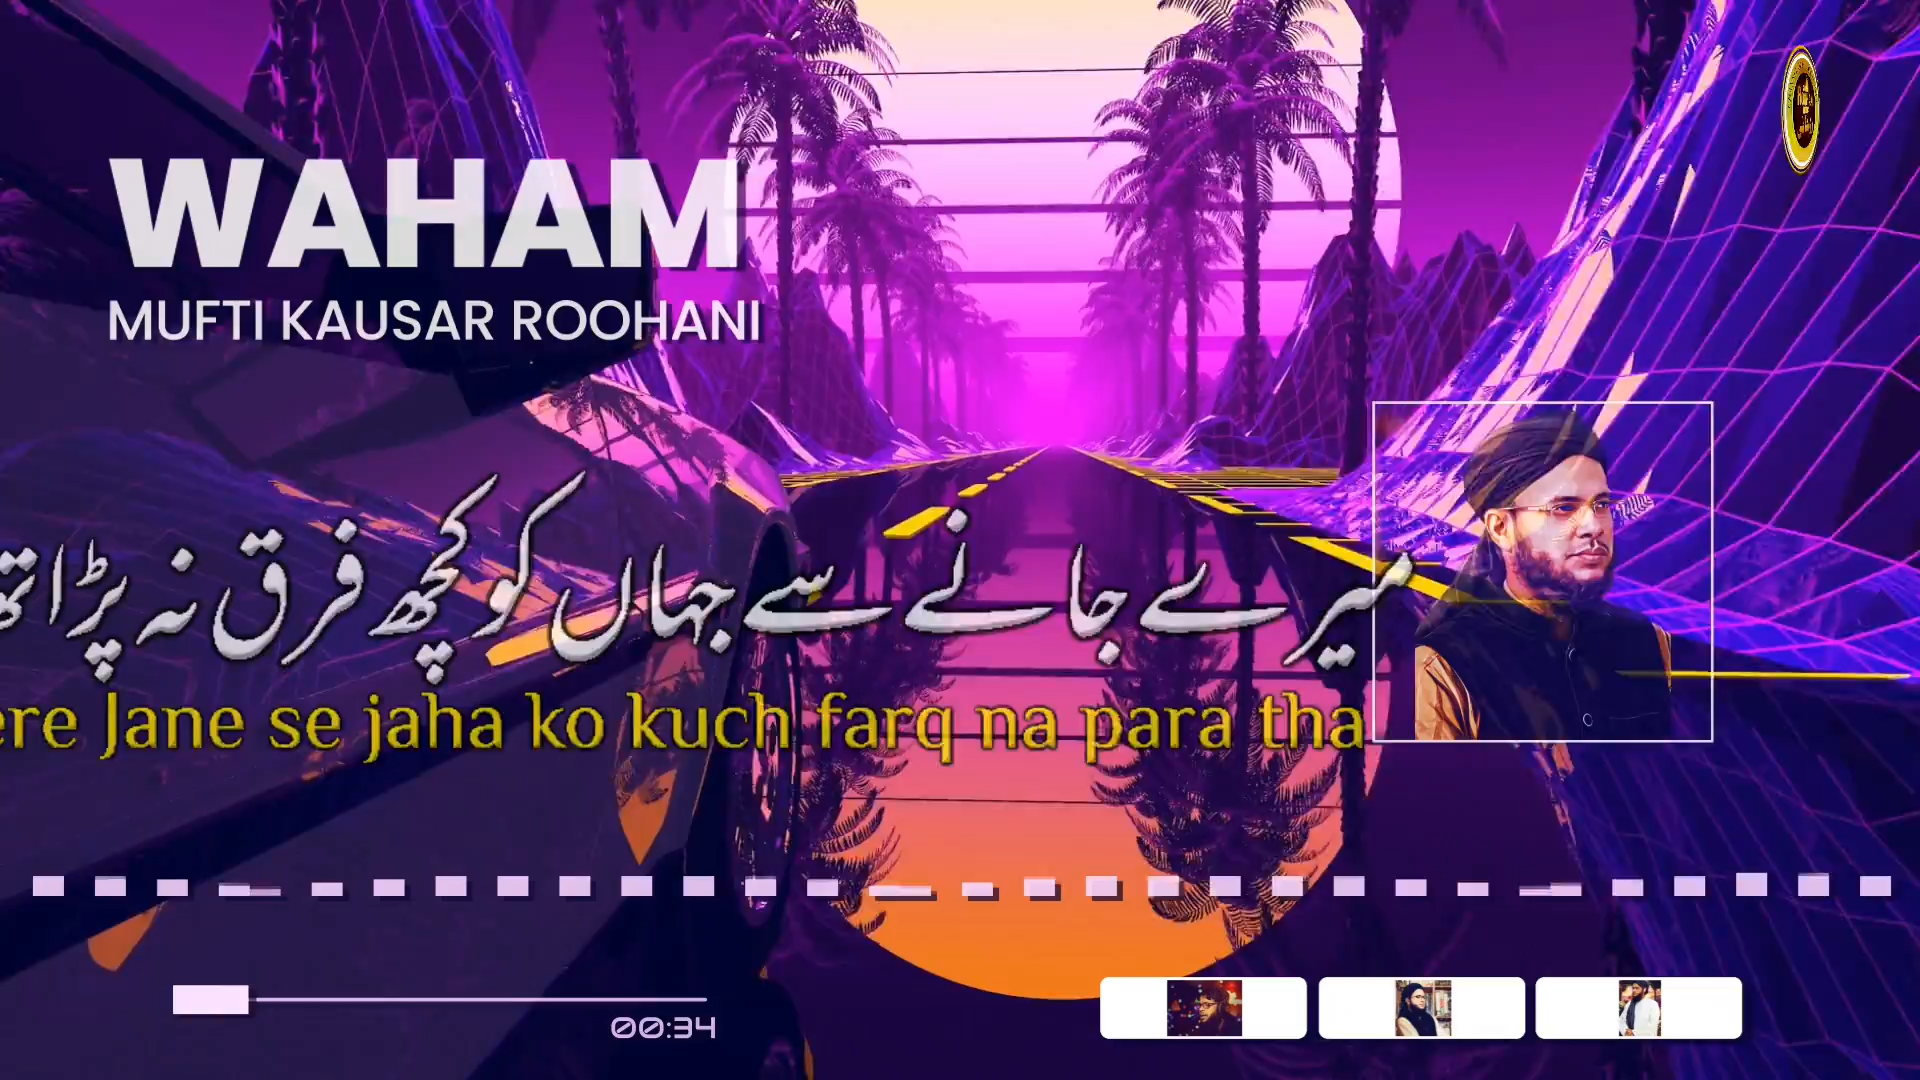 WAHAM
MUFTI KAUSAR ROOHANI
میرے جانے سے جہاں کو کچھ فرق نہ پڑا
Jane se jaha ko kuch farq na para tha
00:34